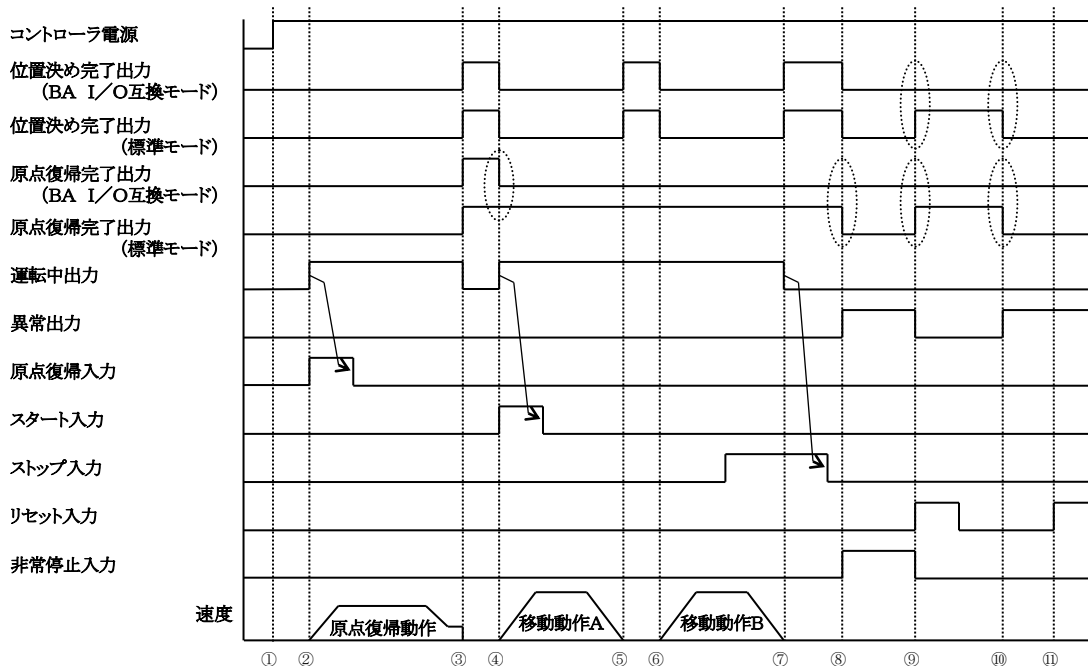 コントローラ電源
位置決め完了出力
(BA I／O互換モード)
位置決め完了出力
(標準モード)
原点復帰完了出力
(BA I／O互換モード)
原点復帰完了出力
(標準モード)
運転中出力
異常出力
原点復帰入力
スタート入力
ストップ入力
リセット入力
非常停止入力
速度
原点復帰動作
移動動作A
移動動作B
① ② ③ ④ ⑤ ⑥ ⑦ ⑧ ⑨ ⑩ ⑪